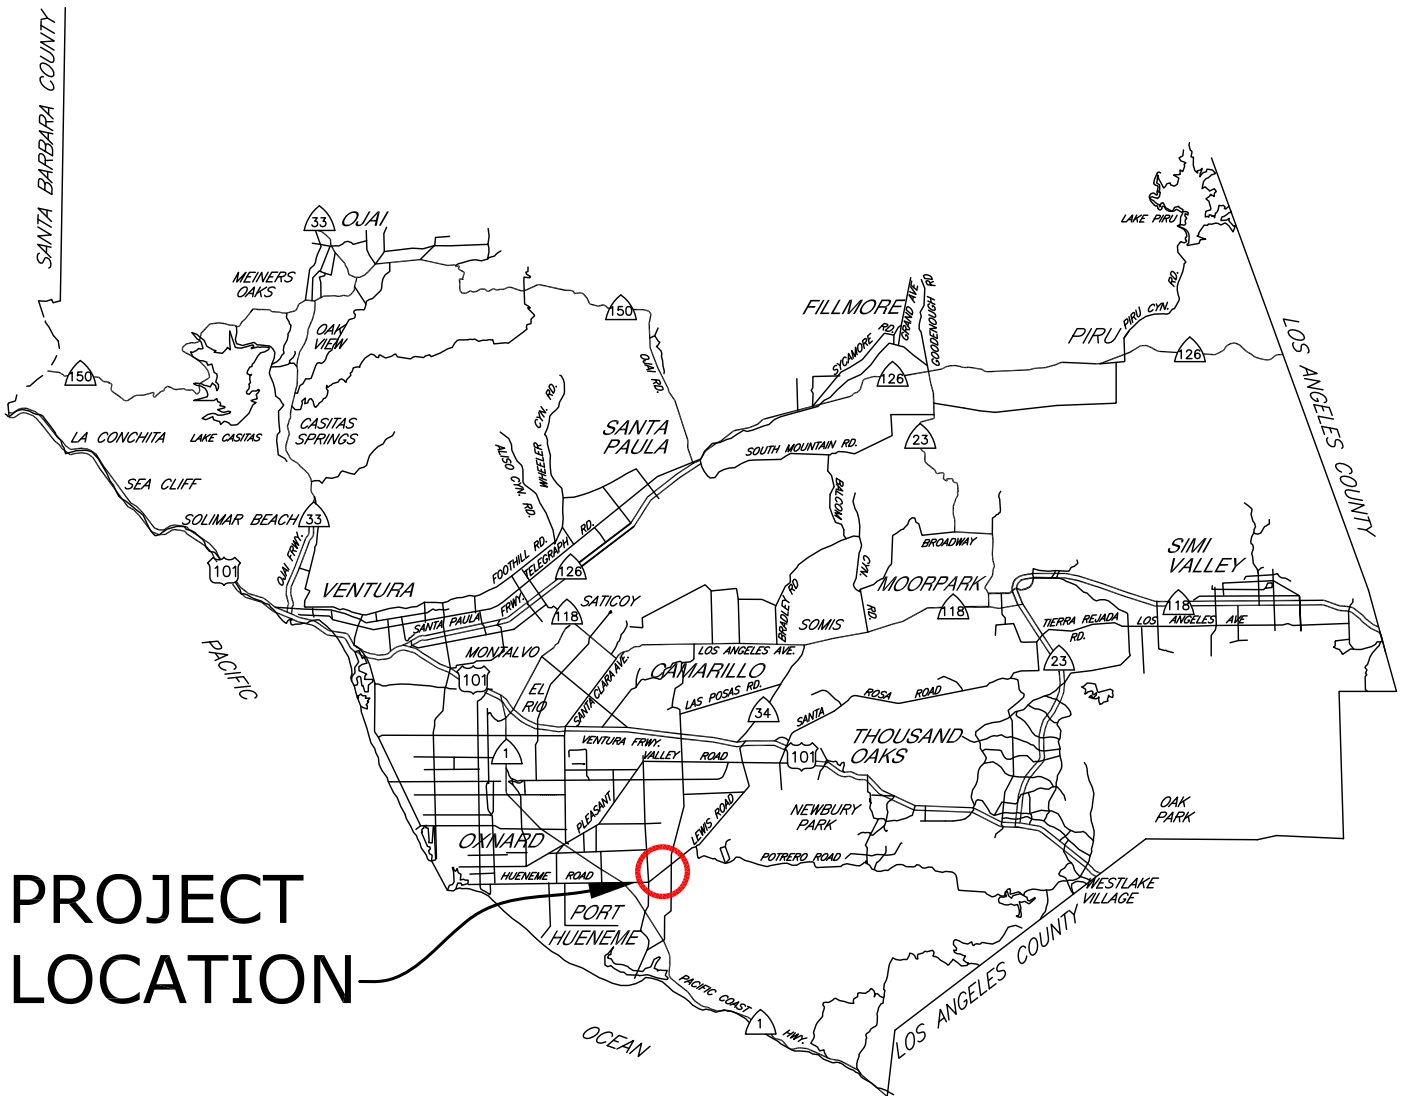 SANTA BARBARA COUNTY
33
OJAI
MEINERS
OAKS
OAK
VIEW
150
LAKE PIRU
PIRU CYN. RD.
FILLMORE
GRAND AVE
GOODENOUGH RD
SYCAMORE RD.
126
PIRU
126
LOS ANGELES COUNTY
150
OJAI RD.
LA CONCHITA
LAKE CASITAS
CASITAS
SPRINGS
SANTA
PAULA
SOUTH MOUNTAIN RD.
23
SEA CLIFF
SOLIMAR BEACH
33
OJAI FRWY.
101
ALISO CYN. RD.
WHEELER CYN. RD.
FOOTHILL RD.
TELEGRAPH RD.
126
BALCOM CYN. RD.
BROADWAY
SIMI
VALLEY
VENTURA
SANTA PAULA FRWY.
118
SATICOY
BRADLEY RD
SOMIS
MOORPARK
118
TIERRA REJADA
RD.
118
LOS ANGELES AVE
PACIFIC
MONTALVO
101
EL
RIO
SANTA CLARA AVE.
LOS ANGELES AVE.
CAMARILLO
LAS POSAS RD.
34
SANTA ROSA ROAD
23
1
VENTURA FRWY.
PLEASANT VALLEY ROAD
101
THOUSAND
OAKS
LEWIS ROAD
NEWBURY
PARK
OAK
PARK
OXNARD
POTRERO ROAD
HUENEME ROAD
WESTLAKE
VILLAGE
PROJECT
LOCATION
PORT
HUENEME
LOS ANGELES COUNTY
PACIFIC COAST HWY.
1
OCEAN